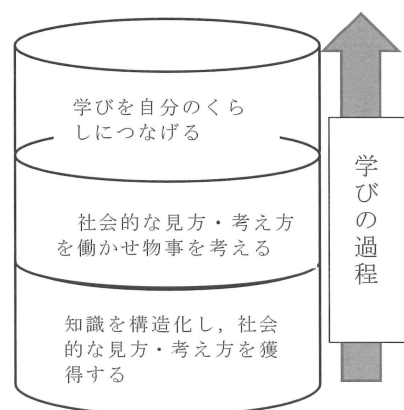 学びを自分のくら
しにつなげる
社会的な見方・考え方
を働かせ物事を考える
知識を構造化し，社会
的な見方・考え方を獲
得する
学びの過程